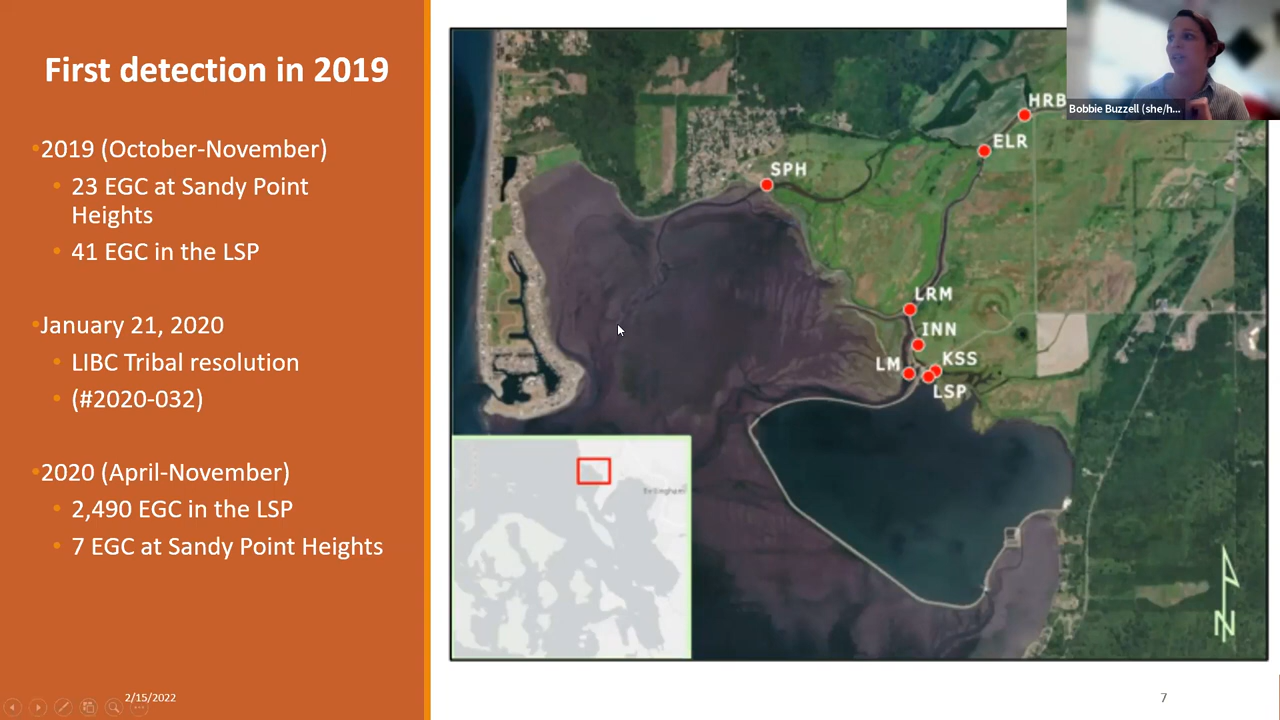 First detection in 2019
•2019 (October-November)
• 23 EGC at Sandy Point
Heights
• 41 EGC in the LSP
•January 21, 2020
• LIBC Tribal resolution
• (#2020-032)
•2020 (April-November)
• 2,490 EGC in the LSP
• 7 EGC at Sandy Point Heights
2/15/2022
HRB
ELR
SPH
LRM
INN
KSS
LM
LSP
Bellingham
N
Bobbie Buzzell (she/h...
7